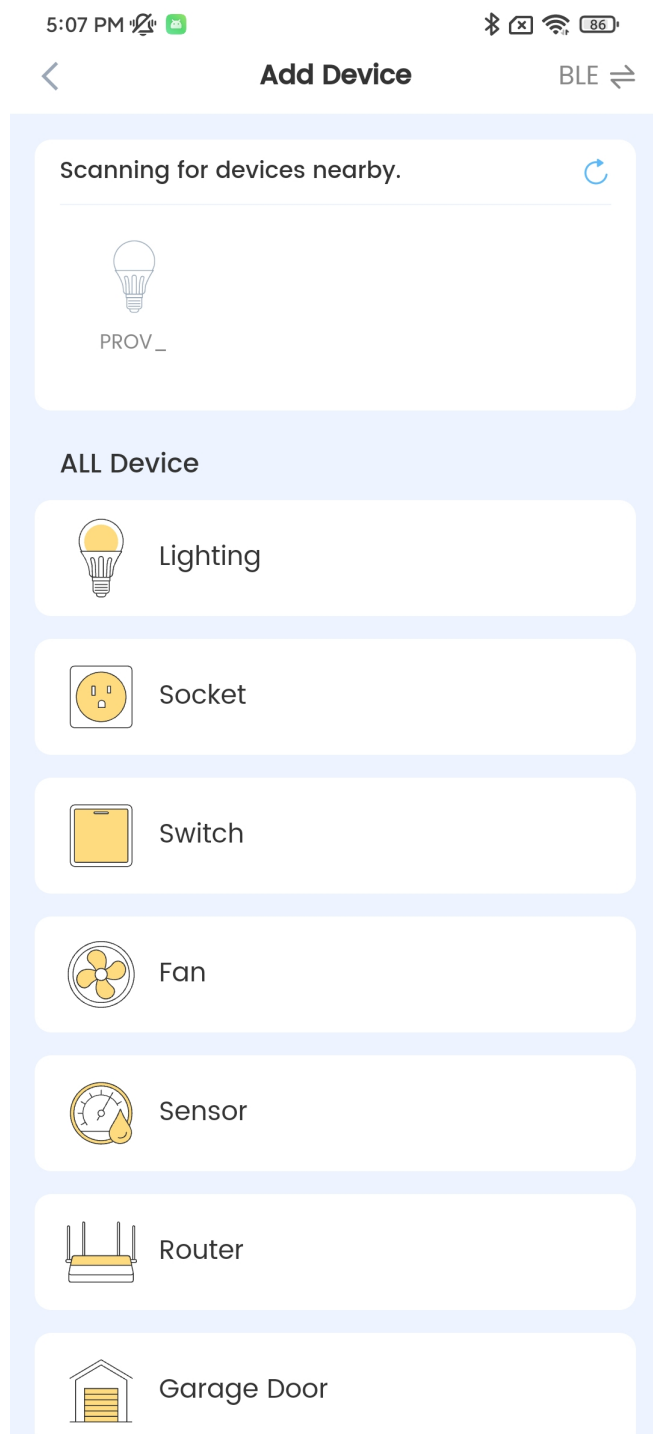 5:07 PM
86
Add Device
BLE
Scanning for devices nearby.
PROV_
ALL Device
Lighting
Socket
Switch
Fan
Sensor
Router
Garage Door